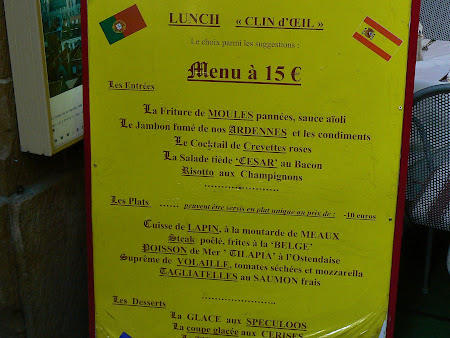 LUNCH « CLIN d'ŒIL »
Le choix parmi les suggestions :
Menu à 15 €
Les Entrées
La Friture de MOULES pannées, sauce aïoli
Le Jambon fumé de nos ARDENNES et les condiments
Le Cocktail de Crevettes roses
La Salade tiède 'CESAR' au Bacon
Risotto aux Champignons
Les Plats ...... peuvent être servis en plat unique au prix de : -10 euros
Cuisse de LAPIN, à la moutarde de MEAUX
Steak poêlé, frites à la 'BELGE'
POISSON de Mer ' TILAPIA' à l'Ostendaise
Suprême de VOLAILLE, tomates séchées et mozzarella
TAGLIATELLES au SAUMON frais
Les Desserts
La GLACE aux SPECULOOS
La coupe glacée aux CERISES